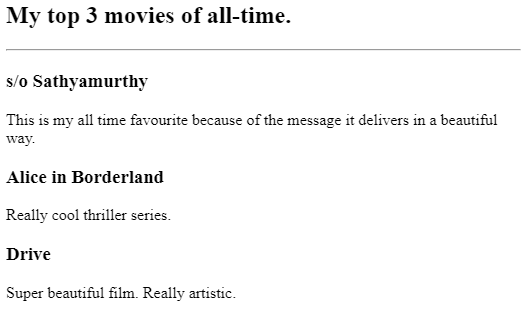 My top 3 movies of all-time.
s/o Sathyamurthy
This is my all time favourite because of the message it delivers in a beautiful
way.
Alice in Borderland
Really cool thriller series.
Drive
Super beautiful film. Really artistic.